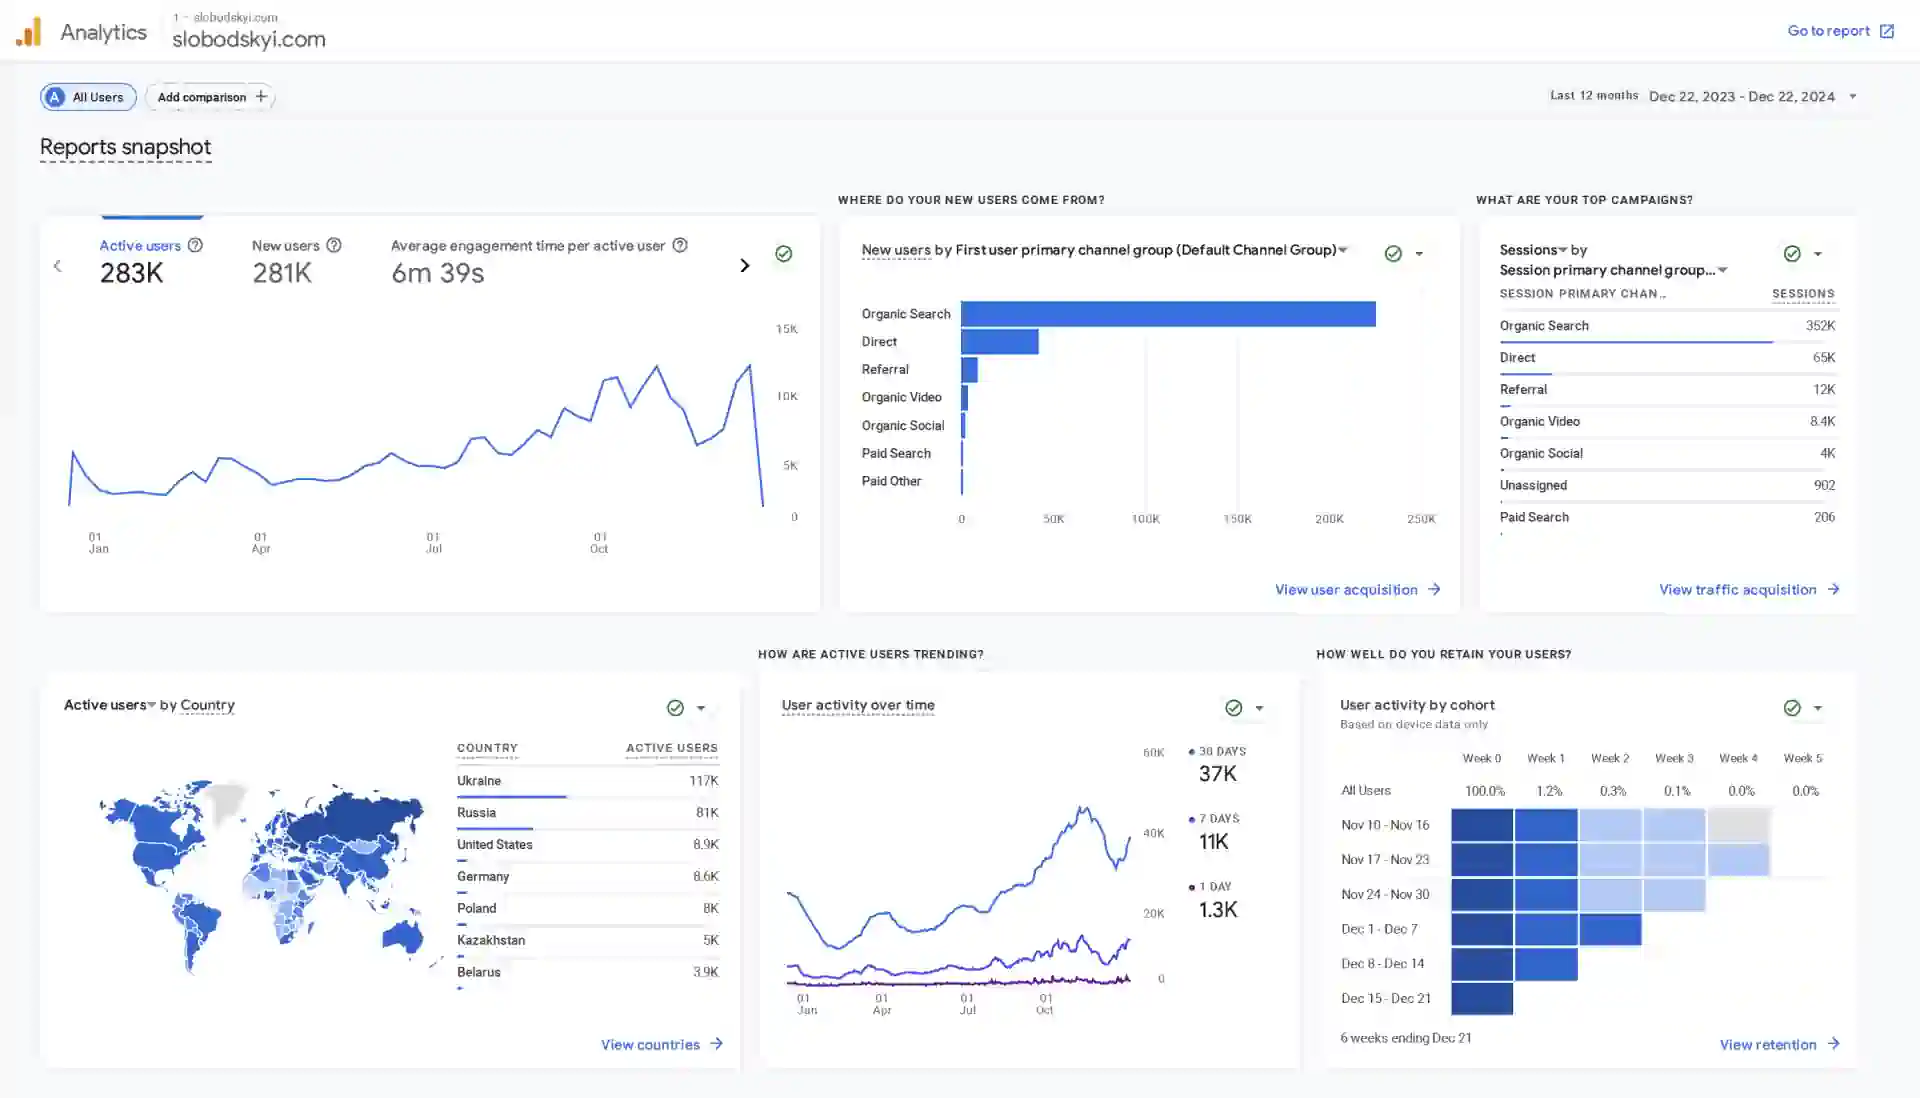 Analytics
1 - slobodskyi.com
slobodskyi.com
Go to report
A All Users
Add comparison +
Last 12 months Dec 22, 2023 - Dec 22, 2024
Reports snapshot
Active users
283K
New users
281K
Average engagement time per active user
6m 39s
15K
10K
5K
0
01 Jan
01 Apr
01 Jul
01 Oct
WHERE DO YOUR NEW USERS COME FROM?
New users by First user primary channel group (Default Channel Group)
Organic Search
Direct
Referral
Organic Video
Organic Social
Paid Search
Paid Other
0 50K 100K 150K 200K 250K
View user acquisition
WHAT ARE YOUR TOP CAMPAIGNS?
Sessions by
Session primary channel group...
SESSION PRIMARY CHAN... SESSIONS
Organic Search 352K
Direct 65K
Referral 12K
Organic Video 8.4K
Organic Social 4K
Unassigned 902
Paid Search 206
View traffic acquisition
Active users by Country
COUNTRY ACTIVE USERS
Ukraine 117K
Russia 81K
United States 8.9K
Germany 8.6K
Poland 8K
Kazakhstan 5K
Belarus 3.9K
View countries
HOW ARE ACTIVE USERS TRENDING?
User activity over time
60K
40K
20K
0
01 Jan
01 Apr
01 Jul
01 Oct
30 DAYS
37K
7 DAYS
11K
1 DAY
1.3K
HOW WELL DO YOU RETAIN YOUR USERS?
User activity by cohort
Based on device data only
Week 0 Week 1 Week 2 Week 3 Week 4 Week 5
All Users 100.0% 1.2% 0.3% 0.1% 0.0% 0.0%
Nov 10 - Nov 16
Nov 17 - Nov 23
Nov 24 - Nov 30
Dec 1 - Dec 7
Dec 8 - Dec 14
Dec 15 - Dec 21
6 weeks ending Dec 21
View retention